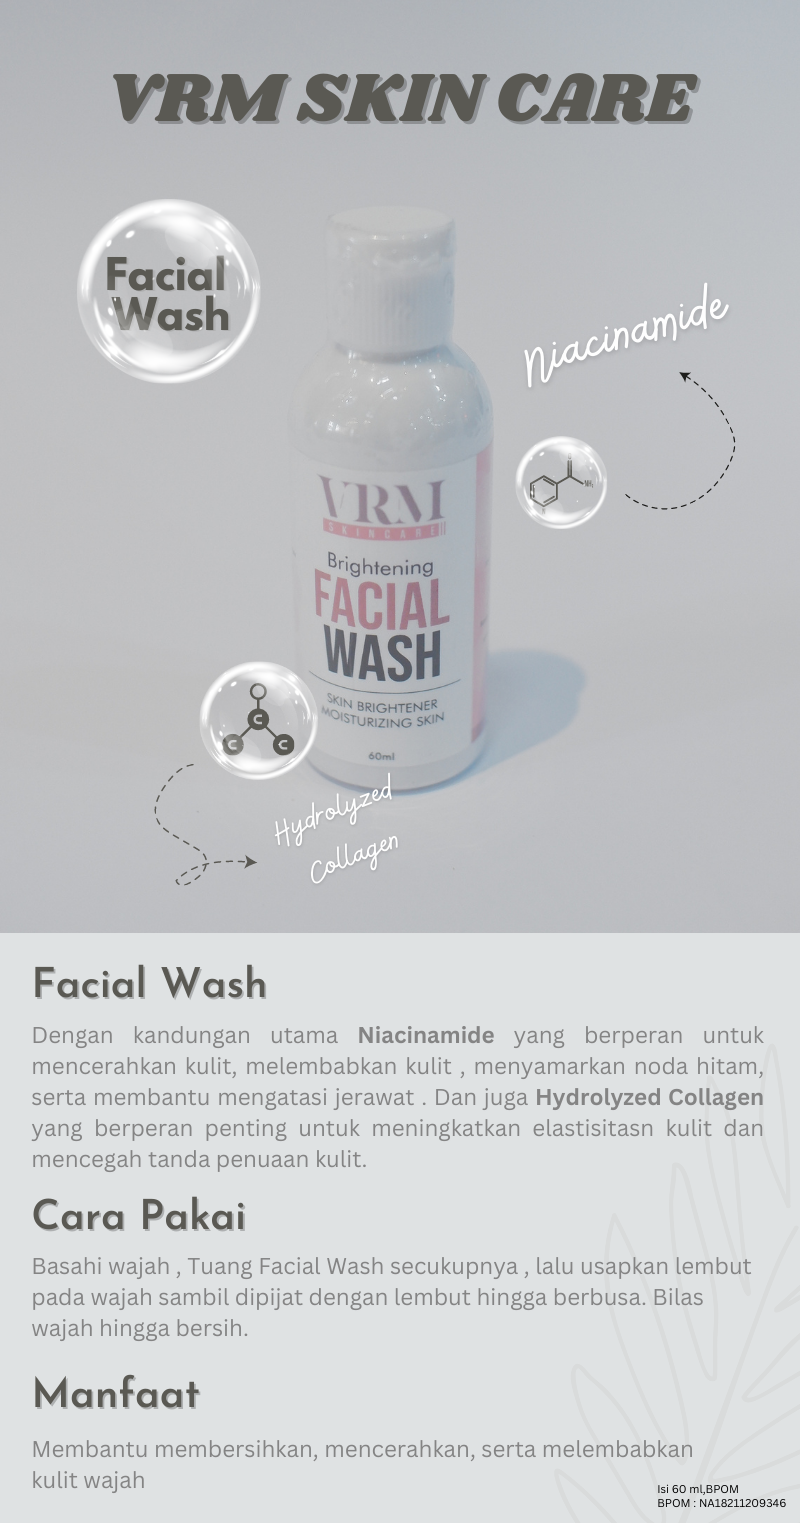 VRM SKIN CARE
Facial
Wash
Niacinamide
VRM
SKINCARE
Brightening
FACIAL
WASH
SKIN BRIGHTENER
MOISTURIZING SKIN
60ml
C
C
C
Hydrolyzed
Collagen
Facial Wash
Dengan kandungan utama Niacinamide yang berperan untuk
mencerahkan kulit, melembabkan kulit , menyamarkan noda hitam,
serta membantu mengatasi jerawat . Dan juga Hydrolyzed Collagen
yang berperan penting untuk meningkatkan elastisitasn kulit dan
mencegah tanda penuaan kulit.
Cara Pakai
Basahi wajah , Tuang Facial Wash secukupnya , lalu usapkan lembut
pada wajah sambil dipijat dengan lembut hingga berbusa. Bilas
wajah hingga bersih.
Manfaat
Membantu membersihkan, mencerahkan, serta melembabkan
kulit wajah
Isi 60 ml,BPOM
BPOM : NA18211209346